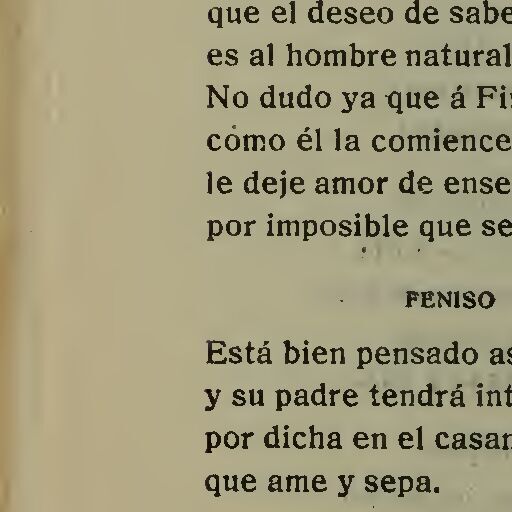 que el deseo de sabe
es al hombre natural
No dudo ya que á Fi
cómo él la comience
le deje amor de ense
por imposible que se
FENISO
Está bien pensado as
y su padre tendrá int
por dicha en el casar
que ame y sepa.